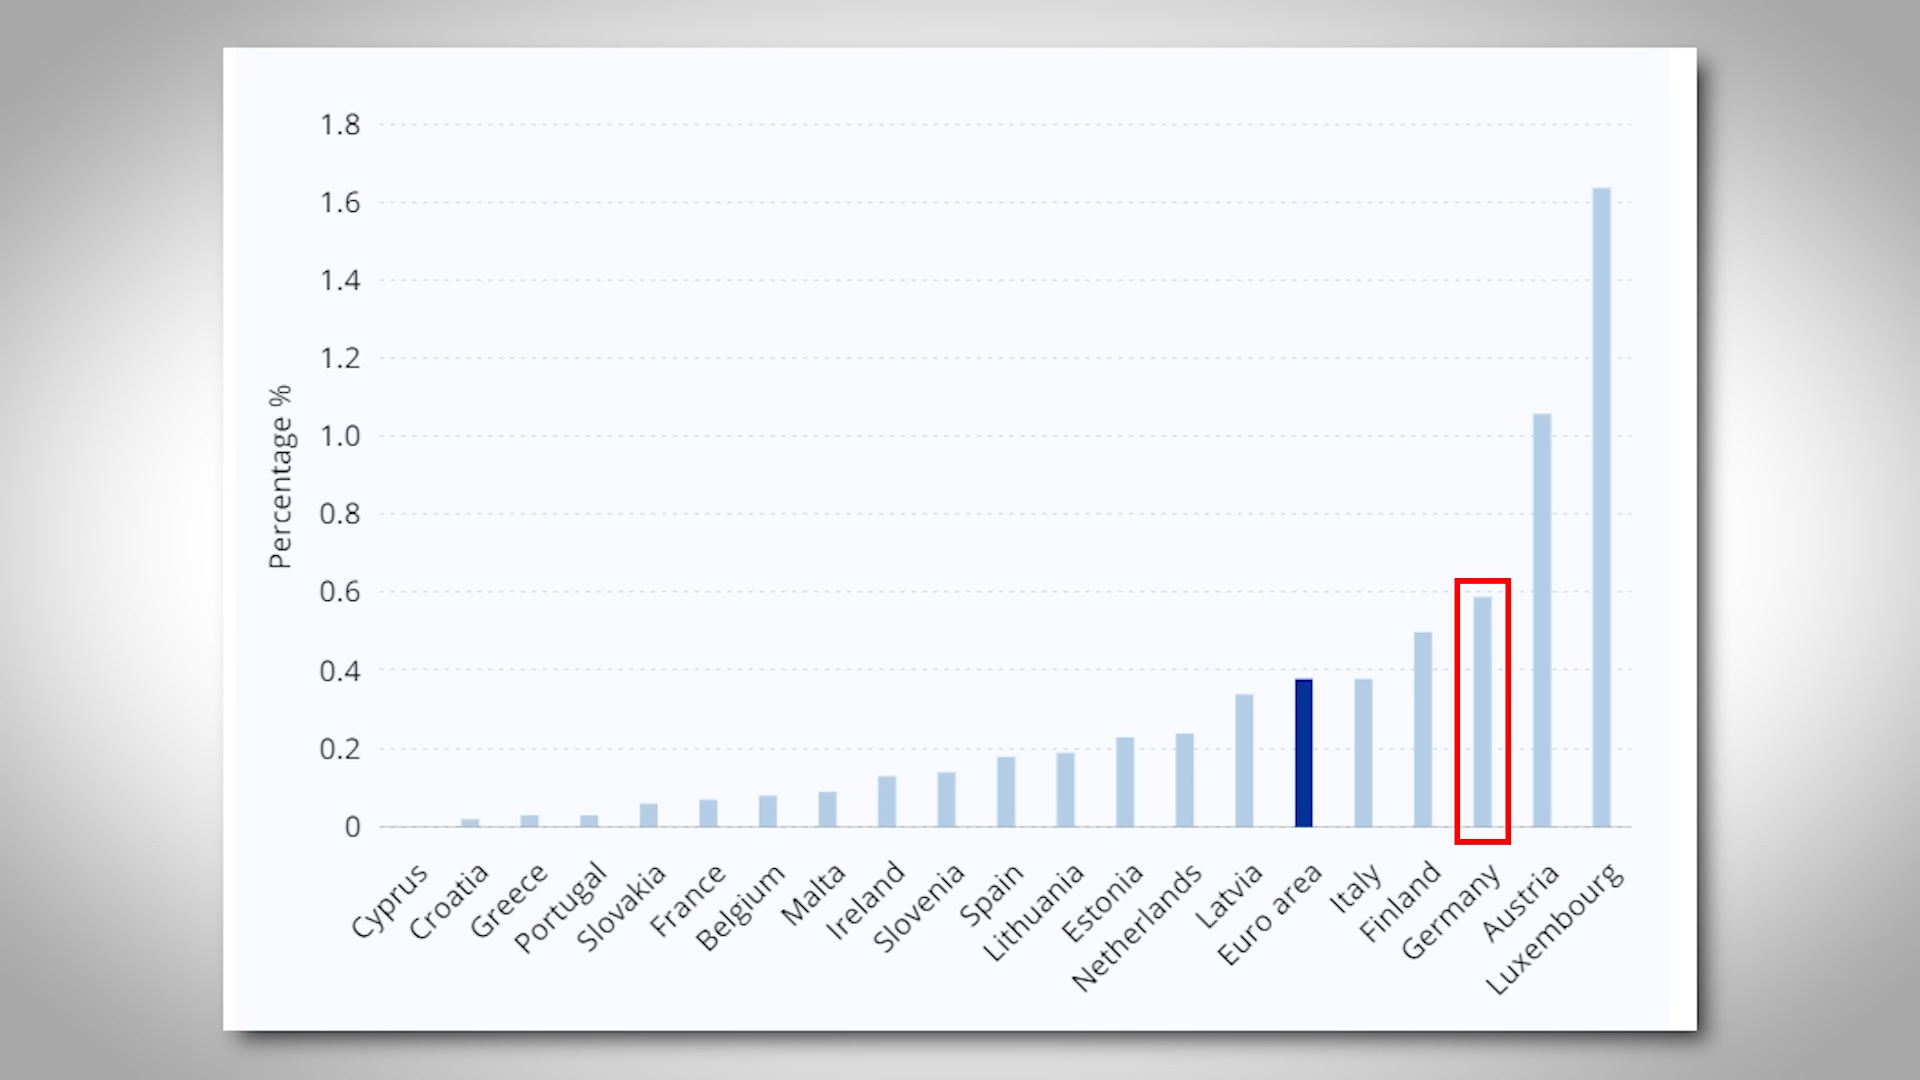 Percentage %
1.8
1.6
1.4
1.2
1.0
0.8
0.6
0.4
0.2
0
Cyprus
Croatia
Greece
Portugal
Slovakia
France
Belgium
Malta
Ireland
Slovenia
Spain
Lithuania
Estonia
Netherlands
Latvia
Euro area
Italy
Finland
Germany
Austria
Luxembourg